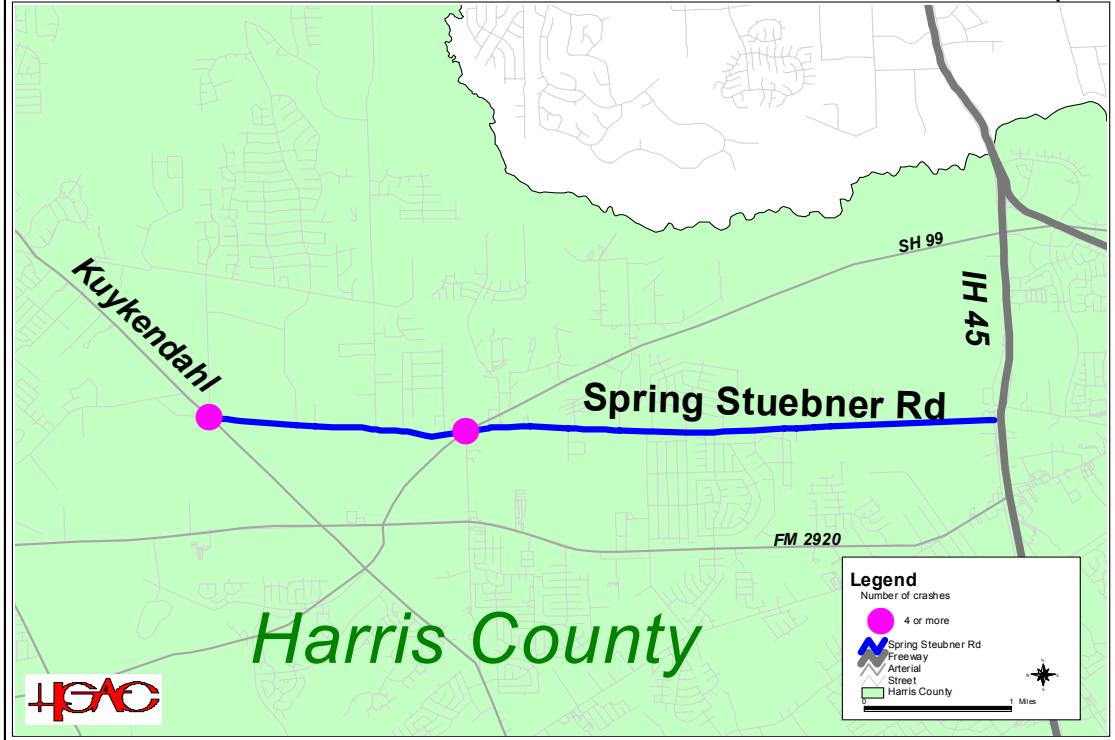 SH 99
Kuykendahl
IH 45
Spring Stuebner Rd
FM 2920
Harris County
Legend
Number of crashes
4 or more
Spring Steubner Rd
Freeway
Arterial
Street
Harris County
0 1 Miles
N
W E
S
HGAC